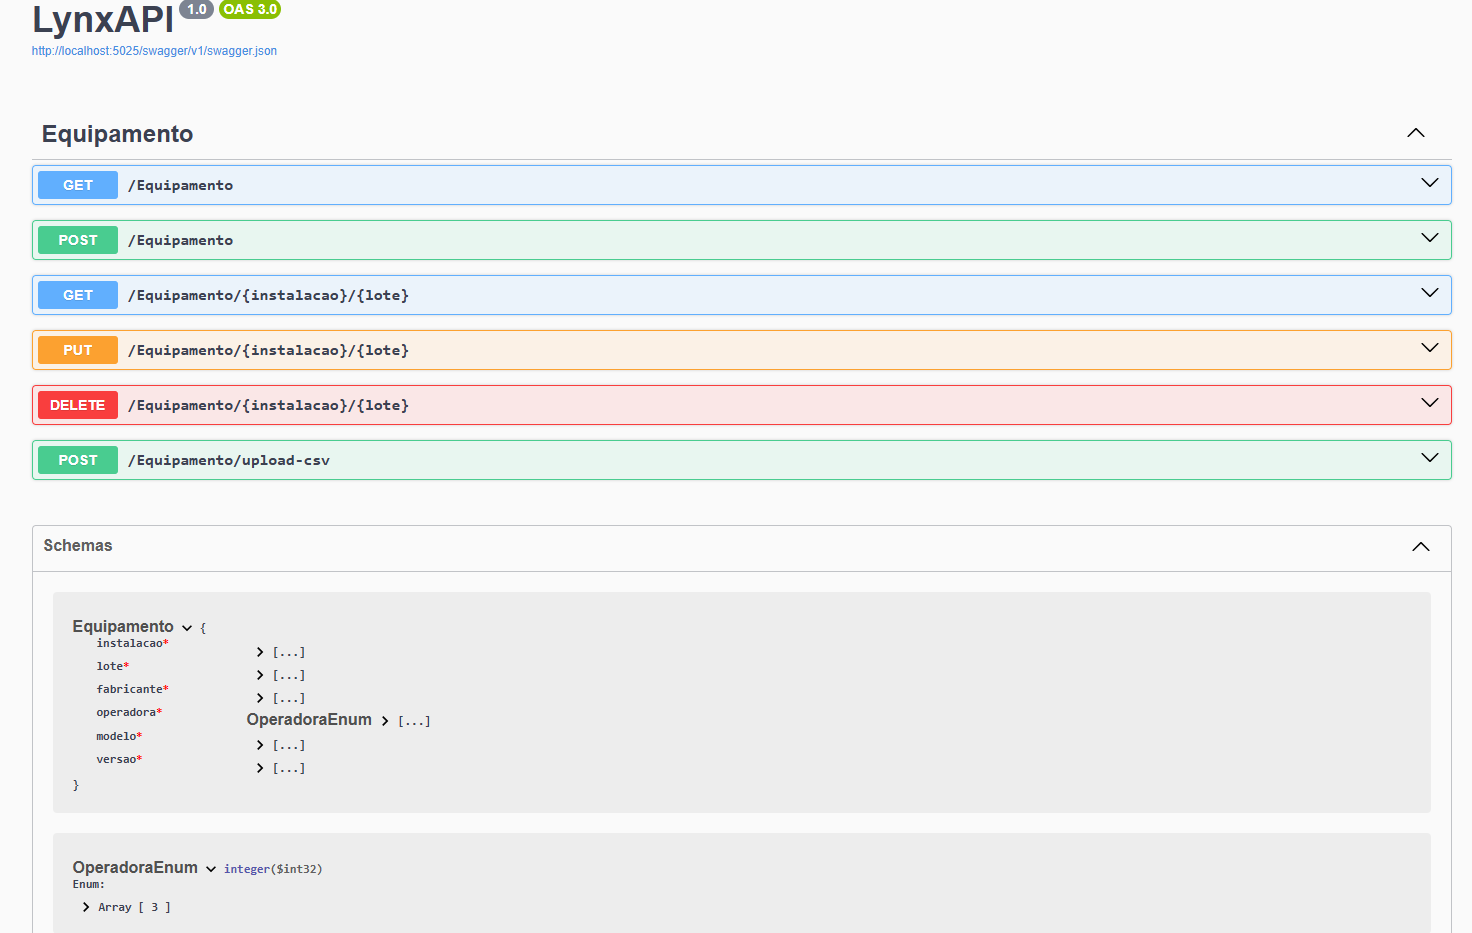 LynxAPI 1.0 OAS 3.0
http://localhost:5025/swagger/v1/swagger.json
Equipamento
GET /Equipamento
POST /Equipamento
GET /Equipamento/{instalacao}/{lote}
PUT /Equipamento/{instalacao}/{lote}
DELETE /Equipamento/{instalacao}/{lote}
POST /Equipamento/upload-csv
Schemas
Equipamento {
instalacao* [...]
lote* [...]
fabricante* [...]
operadora* OperadoraEnum [...]
modelo* [...]
versao* [...]
}
OperadoraEnum integer($int32)
Enum:
Array [ 3 ]